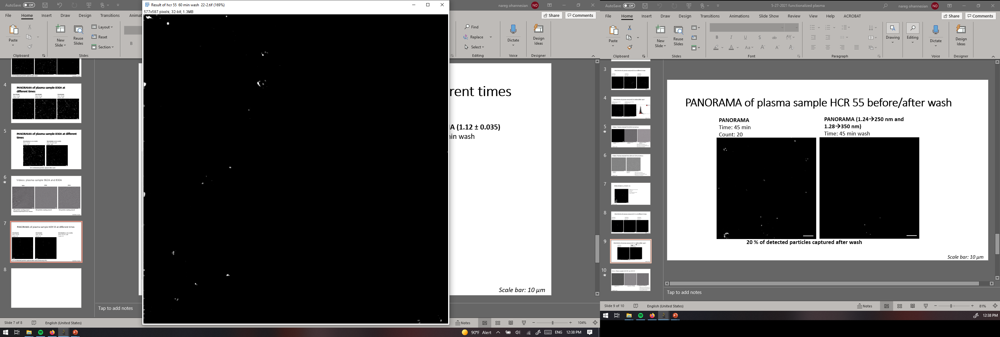 AutoSave Off
nareg ohannesian NO
File Home Insert Draw Design Transitions Animat
Share Comments
Paste
New Slide
Reuse Slides
Layout
Reset
Section
B
Clipboard
Slides
Find
Replace
Select
Editing
Dictate
Voice
Design Ideas
Designer
Result of hcr 55 60 min wash 22-2.tif (169%)
577x587 pixels; 32-bit; 1.3MB
4
PANORAMA of plasma sample 830A at different times
5
PANORAMA of plasma sample 830A at different times
6
Videos: plasma sample 962A and 830A
7
PANORAMA of plasma sample HCR 55 at different times
8
rent times
A (1.12 ± 0.035)
in wash
Scale bar: 10 µm
Tap to add notes
Slide 7 of 8
English (United States)
Notes
104%
90°F Alert
ENG
12:38 PM
AutoSave Off
5-27-2021 functionalized plasma
nareg ohannesian NO
File Home Insert Draw Design Transitions Animations Slide Show Review View Help ACROBAT
Share Comments
Paste
New Slide
Reuse Slides
B I U S ab AV
A Aa A A A
Clipboard
Slides
Font
Paragraph
Drawing
Editing
Dictate
Voice
Design Ideas
Designer
3
4
5
6
7
PANORAMA of HCR 55
8
9
10
PANORAMA of plasma sample HCR 55 before/after wash
PANORAMA
Time: 45 min
Count: 20
PANORAMA (1.24→250 nm and
1.28→350 nm)
Time: 45 min wash
20 % of detected particles captured after wash
Scale bar: 10 µm
Tap to add notes
Slide 9 of 10
English (United States)
Notes
81%
12:38 PM